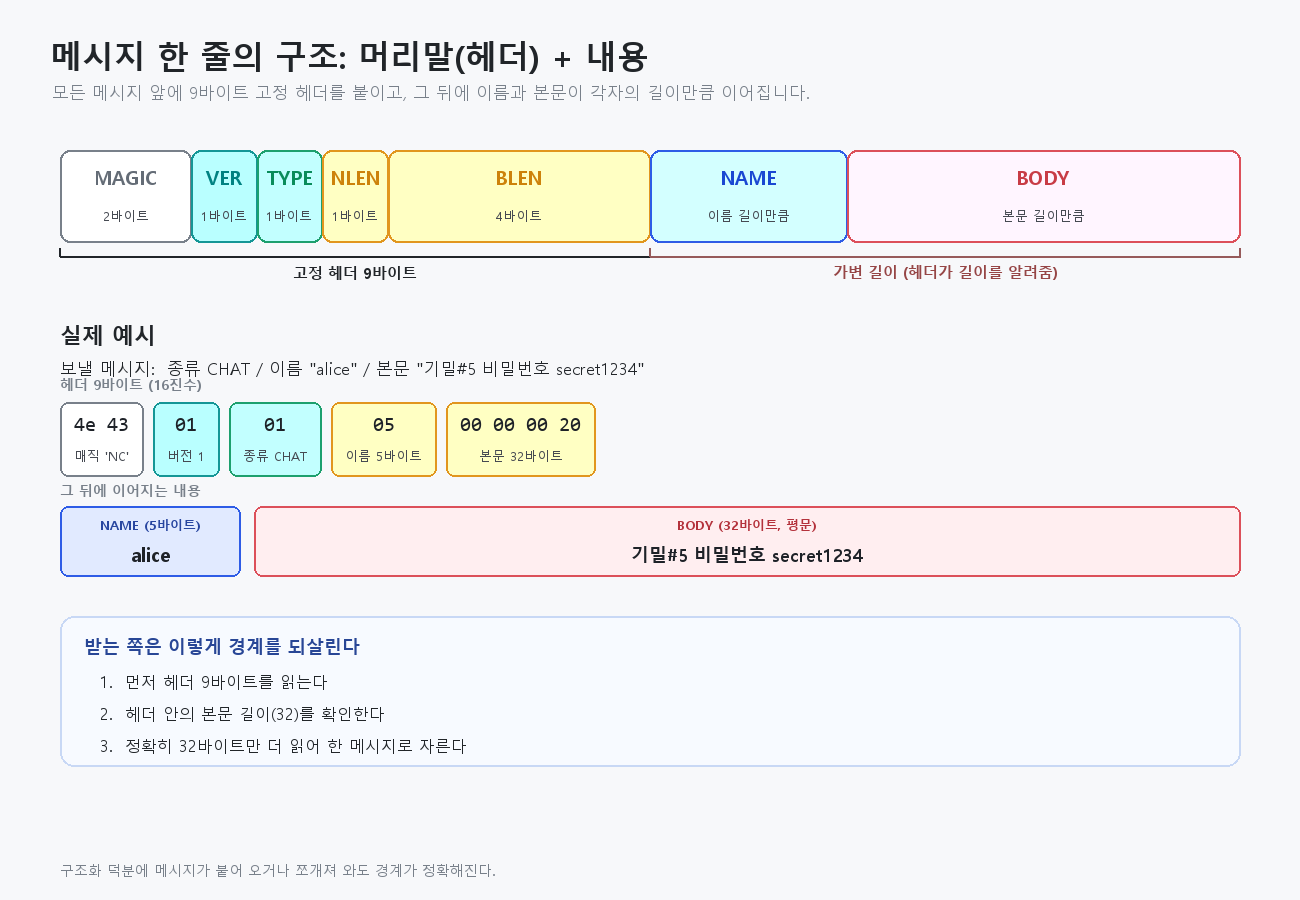 메시지 한 줄의 구조: 머리말(헤더) + 내용
모든 메시지 앞에 9바이트 고정 헤더를 붙이고, 그 뒤에 이름과 본문이 각자의 길이만큼 이어집니다.
MAGIC VER TYPE NLEN BLEN NAME BODY
2바이트 1바이트 1바이트 1바이트 4바이트 이름 길이만큼 본문 길이만큼
고정 헤더 9바이트 가변 길이 (헤더가 길이를 알려줌)
실제 예시
보낼 메시지: 종류 CHAT / 이름 "alice" / 본문 "기밀#5 비밀번호 secret1234"
헤더 9바이트 (16진수)
4e 43 01 01 05 00 00 00 20
매직 'NC' 버전 1 종류 CHAT 이름 5바이트 본문 32바이트
그 뒤에 이어지는 내용
NAME (5바이트) BODY (32바이트, 평문)
alice 기밀#5 비밀번호 secret1234
받는 쪽은 이렇게 경계를 되살린다
1. 먼저 헤더 9바이트를 읽는다
2. 헤더 안의 본문 길이(32)를 확인한다
3. 정확히 32바이트만 더 읽어 한 메시지로 자른다
구조화 덕분에 메시지가 붙어 오거나 쪼개져 와도 경계가 정확해진다.